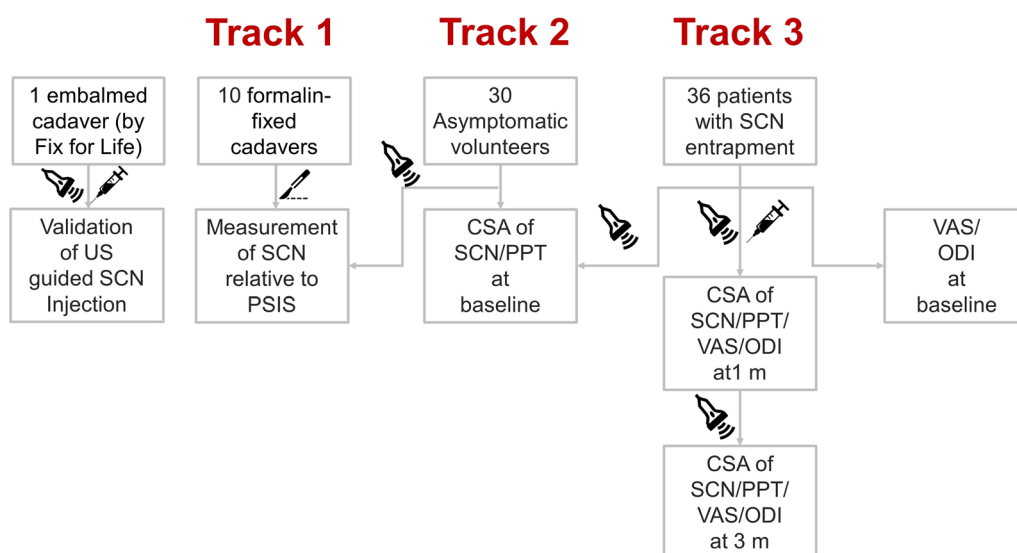 Track 1
Track 2
Track 3
1 embalmed
cadaver (by
Fix for Life)
10 formalin-
fixed
cadavers
30
Asymptomatic
volunteers
36 patients
with SCN
entrapment
Validation
of US
guided SCN
Injection
Measurement
of SCN
relative to
PSIS
CSA of
SCN/PPT
at
baseline
VAS/
ODI
at
baseline
CSA of
SCN/PPT/
VAS/ODI
at1 m
CSA of
SCN/PPT/
VAS/ODI
at 3 m